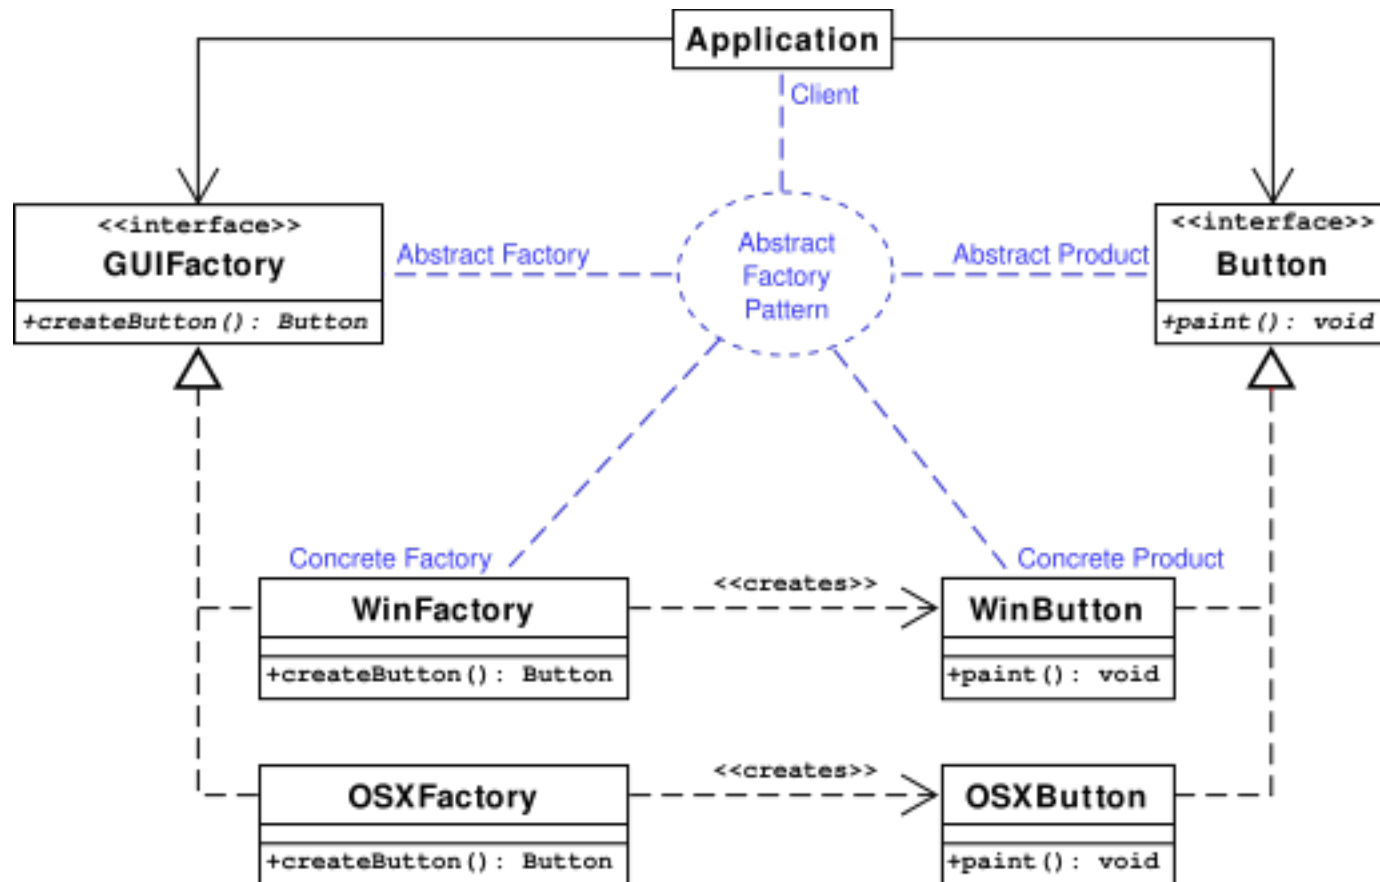 Application
Client
<<interface>>
GUIFactory
+createButton(): Button
Abstract Factory
Abstract
Factory
Pattern
Abstract Product
<<interface>>
Button
+paint(): void
Concrete Factory
WinFactory
+createButton(): Button
<<creates>>
Concrete Product
WinButton
+paint(): void
OSXFactory
+createButton(): Button
<<creates>>
OSXButton
+paint(): void